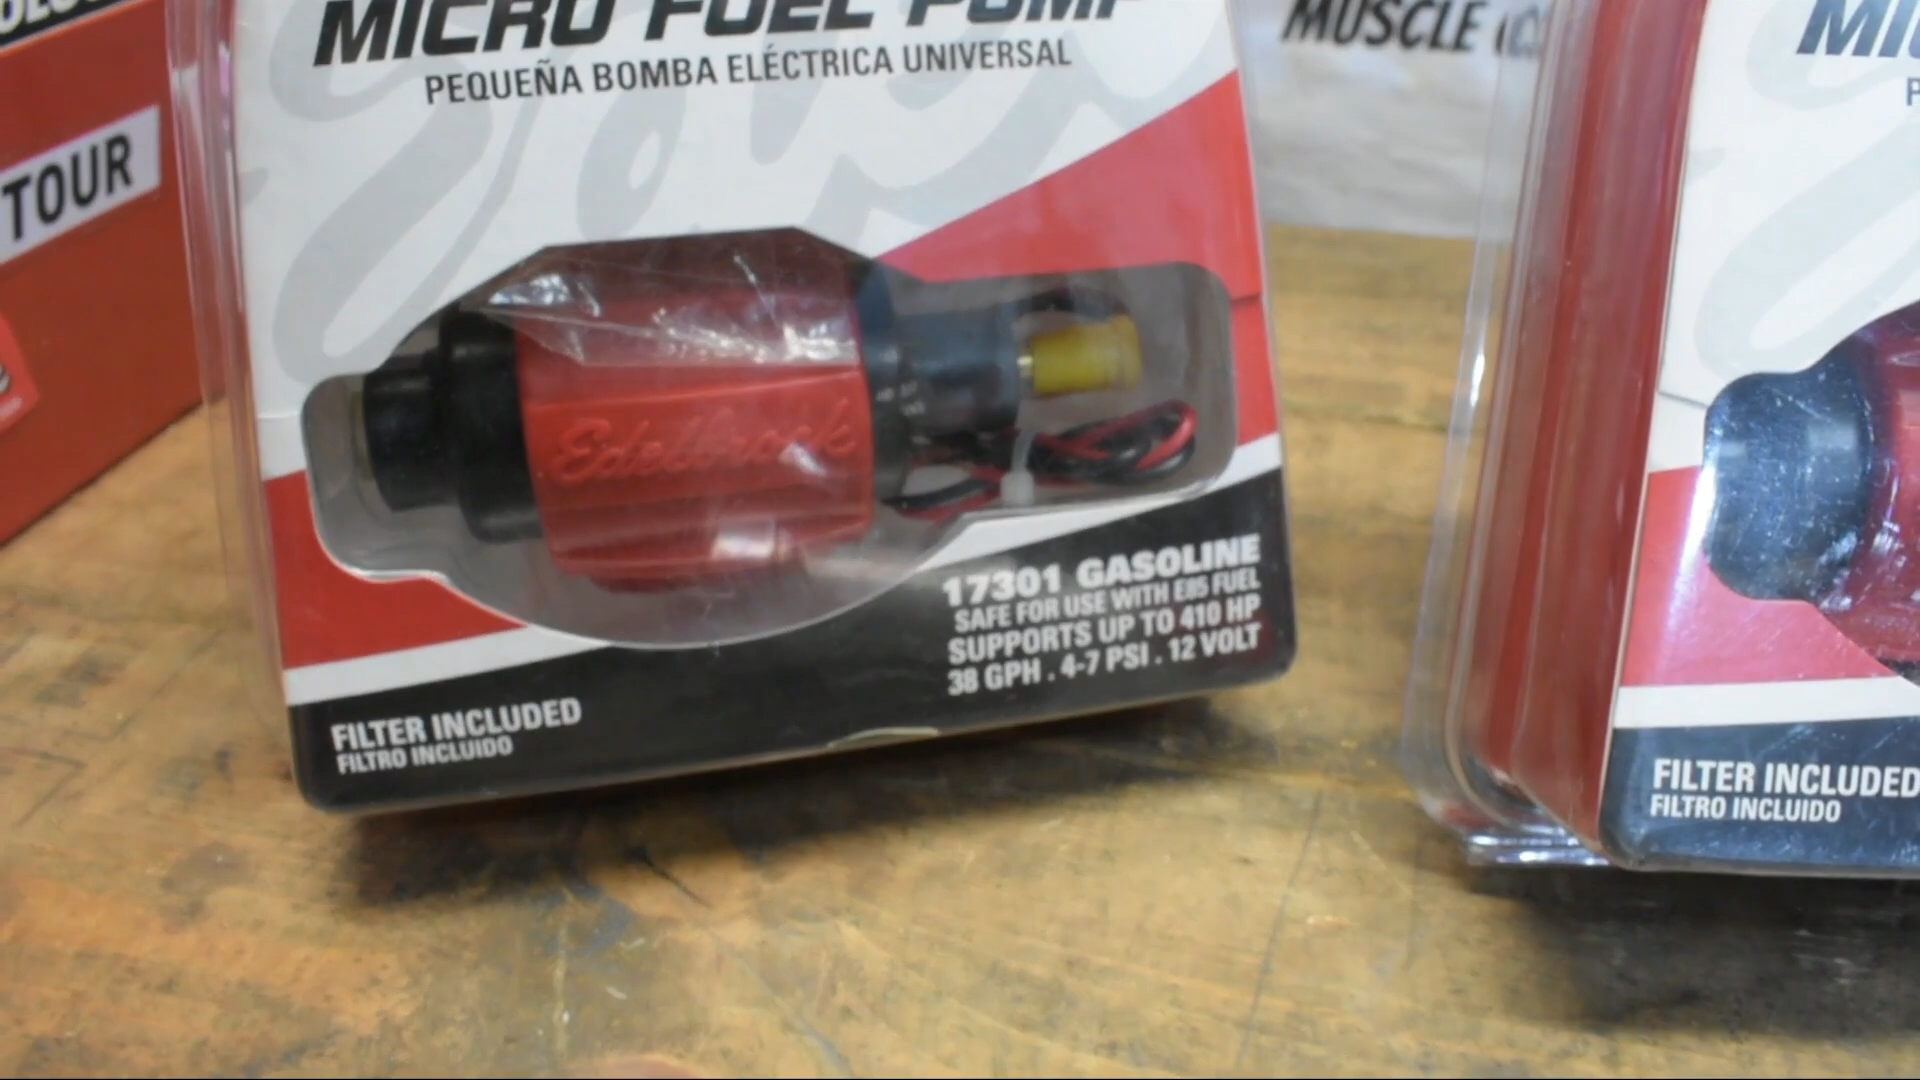 MICRO FUEL PUMP
PEQUEÑA BOMBA ELÉCTRICA UNIVERSAL
Edelbrock
17301 GASOLINE
SAFE FOR USE WITH E85 FUEL
SUPPORTS UP TO 410 HP
38 GPH . 4-7 PSI . 12 VOLT
FILTER INCLUDED
FILTRO INCLUIDO
TOUR
MUSCLE
FILTER INCLUDED
FILTRO INCLUIDO